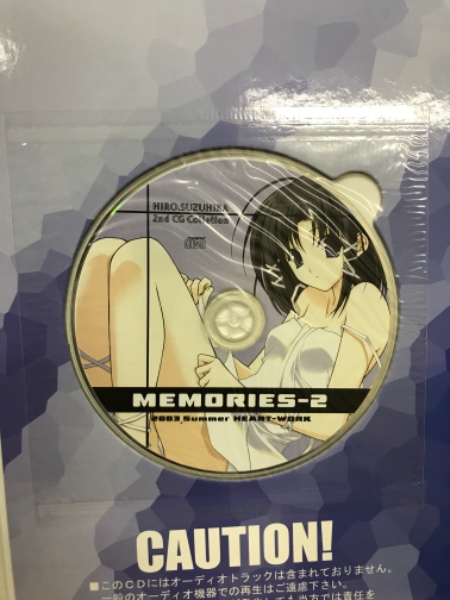 HIRO.SUZUHIRA
2nd CG Collection
MEMORIES-2
2003 Summer HEART-WORK
CAUTION!
■このCDにはオーディオトラックは含まれておりません。
一般のオーディオ機器での再生はご遠慮下さい。